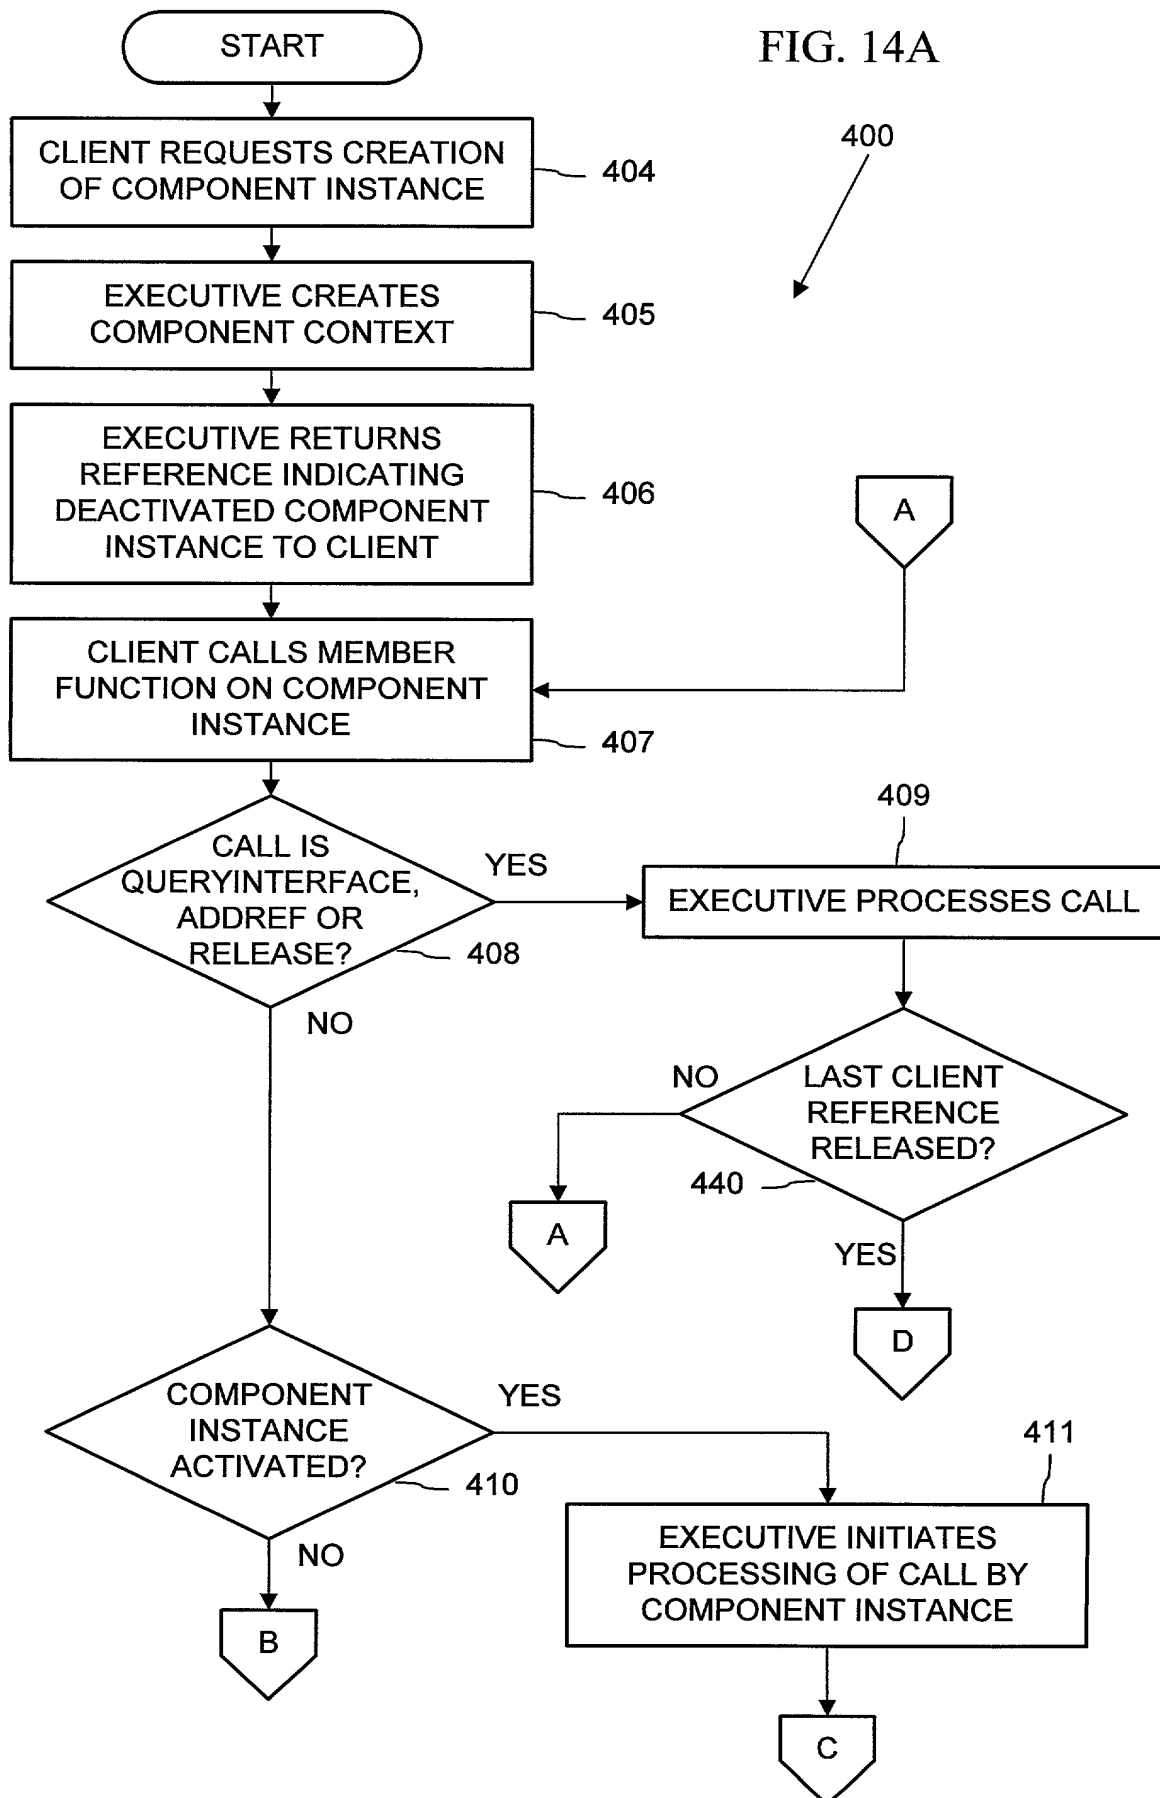 START
FIG. 14A
400
CLIENT REQUESTS CREATION
OF COMPONENT INSTANCE
404
EXECUTIVE CREATES
COMPONENT CONTEXT
405
EXECUTIVE RETURNS
REFERENCE INDICATING
DEACTIVATED COMPONENT
INSTANCE TO CLIENT
406
A
CLIENT CALLS MEMBER
FUNCTION ON COMPONENT
INSTANCE
407
CALL IS
QUERYINTERFACE,
ADDREF OR
RELEASE?
408
YES
NO
409
EXECUTIVE PROCESSES CALL
LAST CLIENT
REFERENCE
RELEASED?
440
NO
A
YES
D
COMPONENT
INSTANCE
ACTIVATED?
410
YES
NO
B
411
EXECUTIVE INITIATES
PROCESSING OF CALL BY
COMPONENT INSTANCE
C